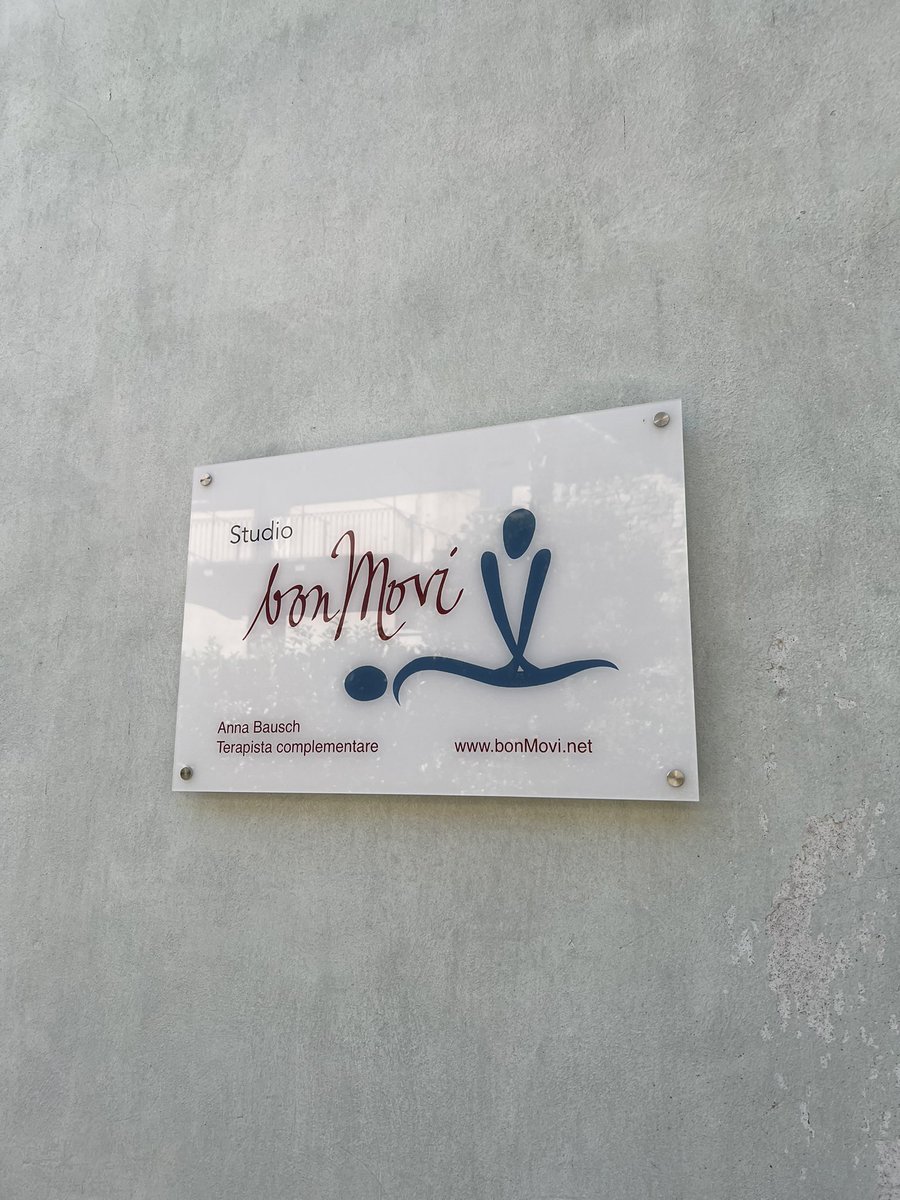 Studio
bonMovi
Anna Bausch
Terapista complementare
www.bonMovi.net